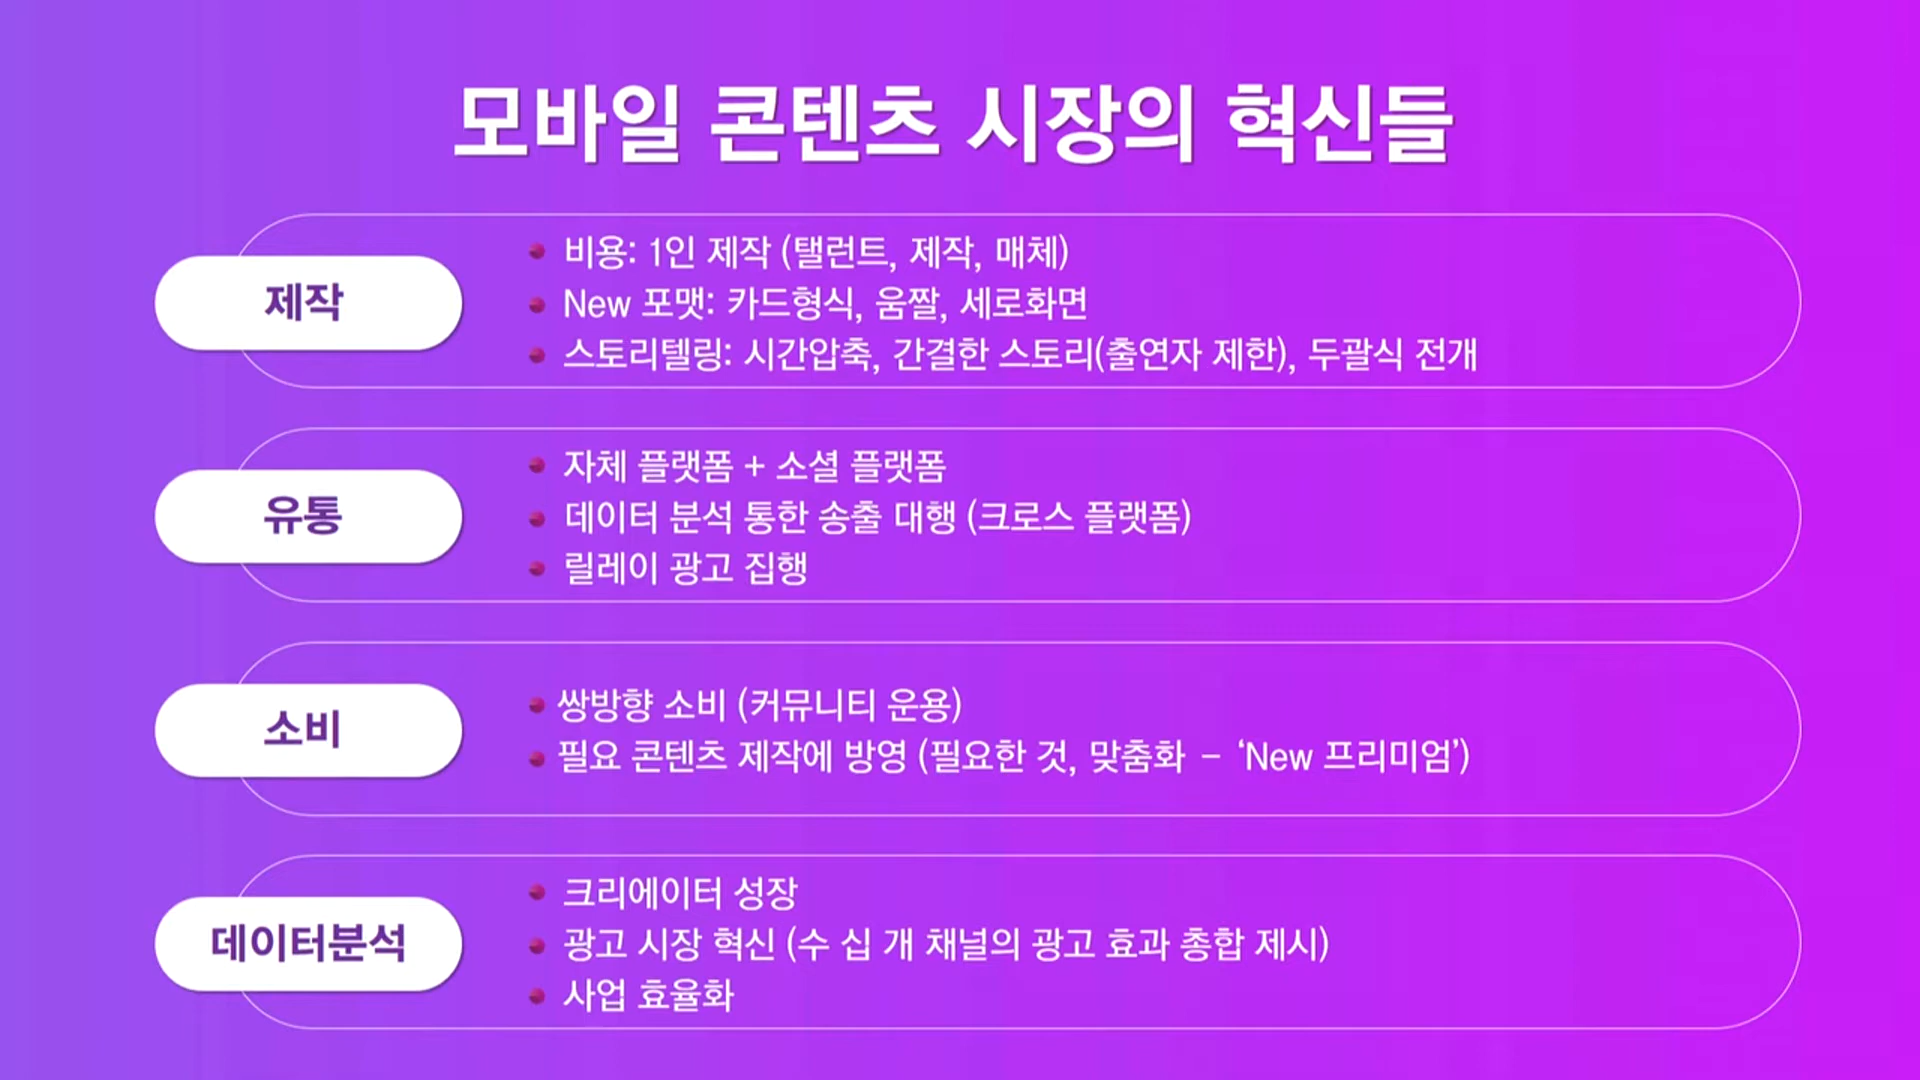 모바일 콘텐츠 시장의 혁신들
제작
비용: 1인 제작 (탤런트, 제작, 매체)
New 포맷: 카드형식, 움짤, 세로화면
스토리텔링: 시간압축, 간결한 스토리(출연자 제한), 두괄식 전개
유통
자체 플랫폼 + 소셜 플랫폼
데이터 분석 통한 송출 대행 (크로스 플랫폼)
릴레이 광고 집행
소비
쌍방향 소비 (커뮤니티 운용)
필요 콘텐츠 제작에 방영 (필요한 것, 맞춤화 – ‘New 프리미엄’)
데이터분석
크리에이터 성장
광고 시장 혁신 (수 십 개 채널의 광고 효과 총합 제시)
사업 효율화